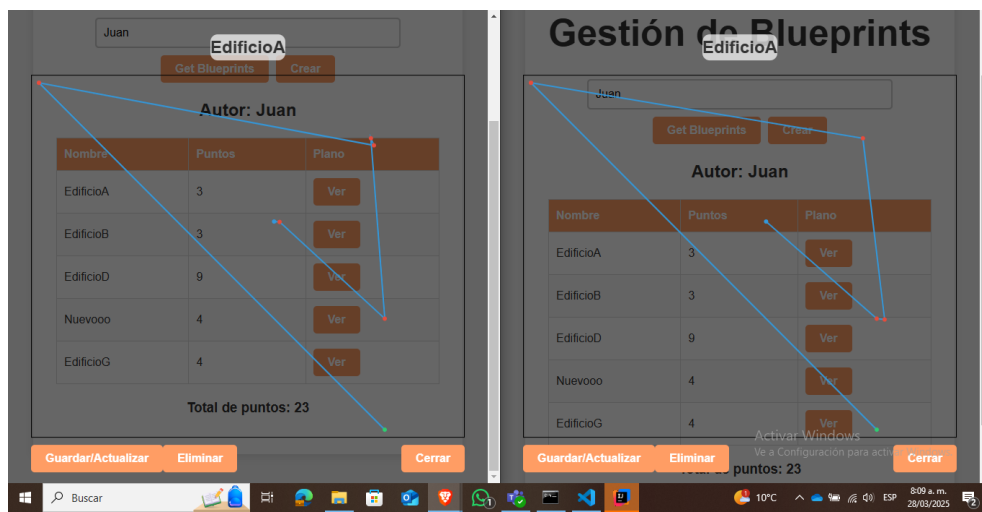 Juan
EdificioA
Get Blueprints Crear
Autor: Juan
Nombre Puntos Plano
EdificioA 3 Ver
EdificioB 3 Ver
EdificioD 9 Ver
Nuevooo 4 Ver
EdificioG 4 Ver
Total de puntos: 23
Guardar/Actualizar Eliminar Cerrar
Gestión de Blueprints
EdificioA
Juan
Get Blueprints Crear
Autor: Juan
Nombre Puntos Plano
EdificioA 3 Ver
EdificioB 3 Ver
EdificioD 9 Ver
Nuevooo 4 Ver
EdificioG 4 Ver
Activar Windows
Ve a Configuración para
Guardar/Actualizar Eliminar Cerrar
puntos: 23
Buscar
10°C
ESP
8:09 a. m.
28/03/2025